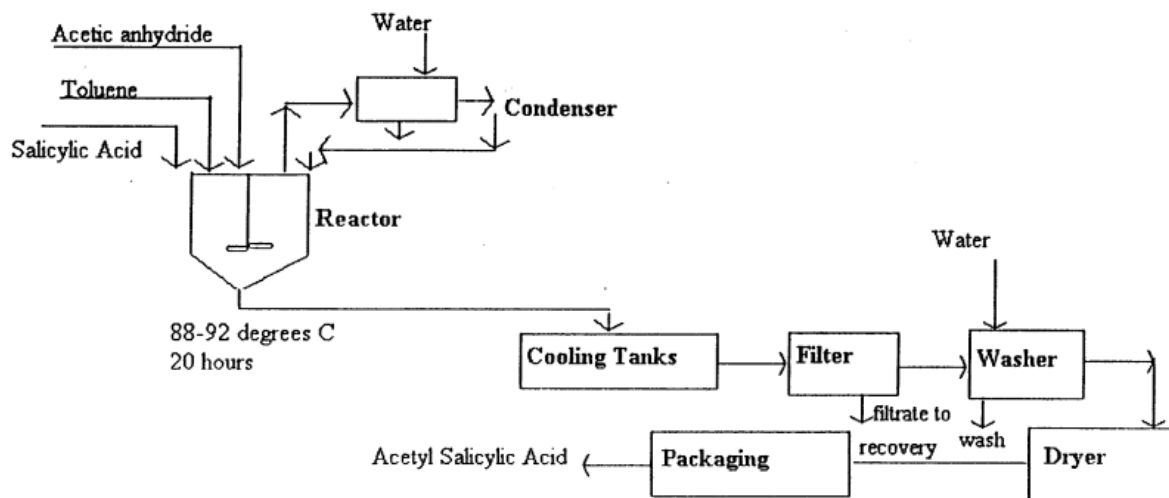 Acetic anhydride
Water
Toluene
Condenser
Salicylic Acid
Reactor
Water
88-92 degrees C
20 hours
Cooling Tanks
Filter
Washer
filtrate to
recovery
wash
Acetyl Salicylic Acid
Packaging
Dryer